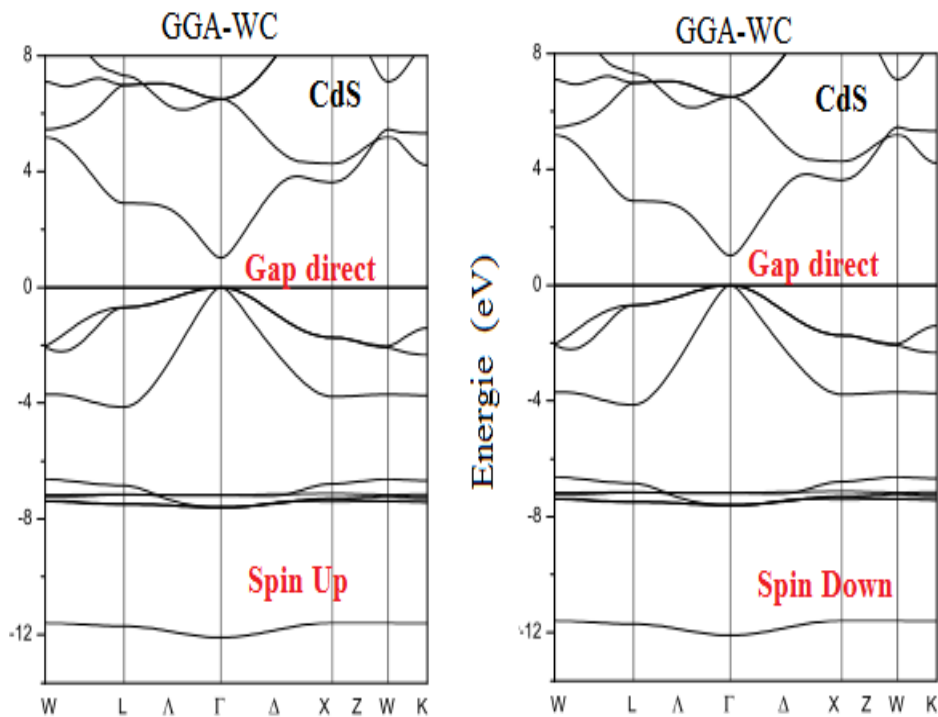 GGA-WC
8
CdS
4
Gap direct
0
-4
-8
Spin Up
-12
W L Λ Γ Δ X Z W K
GGA-WC
Energie (eV)
8
CdS
4
Gap direct
0
-4
-8
Spin Down
-12
W L Λ Γ Δ X Z W K